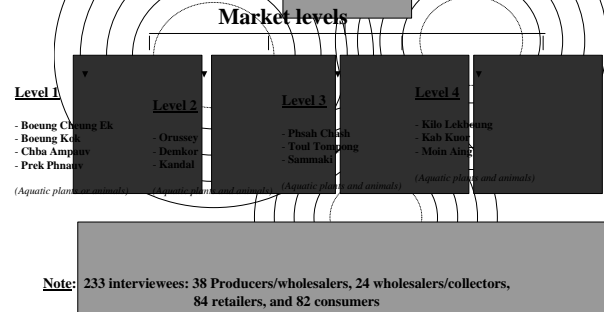 Market levels
Level 1
- Boeung Cheung Ek
- Boeung Kok
- Chba Ampauv
- Prek Phnauv
(Aquatic plants or animals)
Level 2
- Orussey
- Demkor
- Kandal
(Aquatic plants and animals)
Level 3
- Phsah Chash
- Toul Tompong
- Sammaki
(Aquatic plants and animals)
Level 4
- Kilo Lekbeung
- Kab Kuor
- Moin Aing
(Aquatic plants and animals)
Note: 233 interviewees: 38 Producers/wholesales, 24 wholesalers/collectors,
84 retailers, and 82 consumers